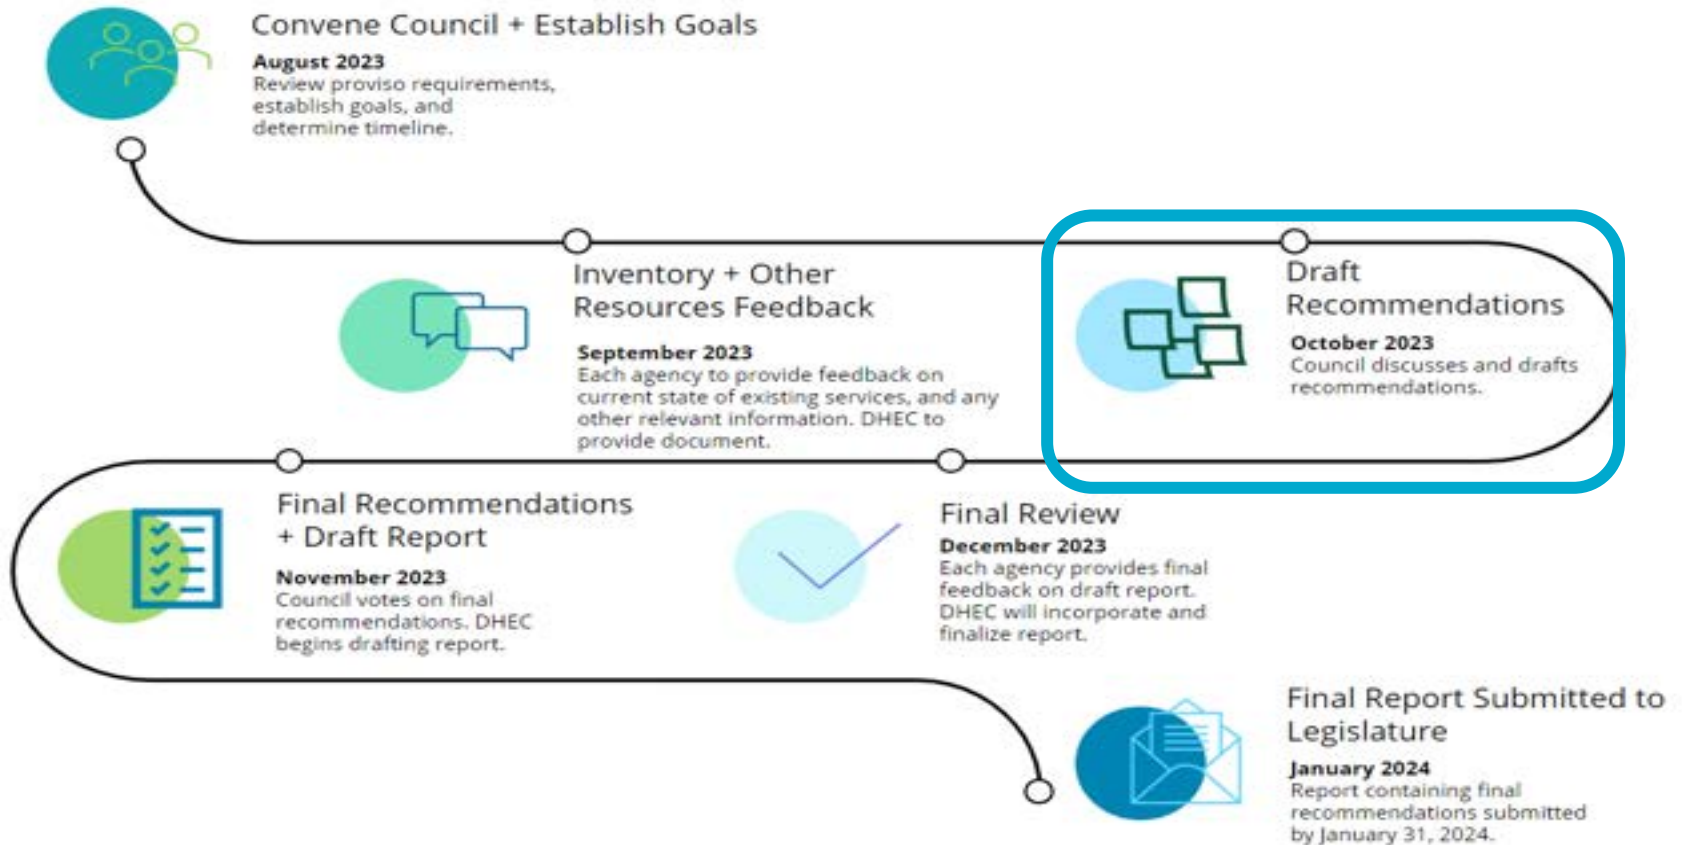 Convene Council + Establish Goals
August 2023
Review proviso requirements,
establish goals, and
determine timeline.
Inventory + Other
Resources Feedback
September 2023
Each agency to provide feedback on
current state of existing services, and any
other relevant information. DHEC to
provide document.
Draft
Recommendations
October 2023
Council discusses and drafts
recommendations.
Final Recommendations
+ Draft Report
November 2023
Council votes on final
recommendations. DHEC
begins drafting report.
Final Review
December 2023
Each agency provides final
feedback on draft report.
DHEC will incorporate and
finalize report.
Final Report Submitted to
Legislature
January 2024
Report containing final
recommendations submitted
by January 31, 2024.